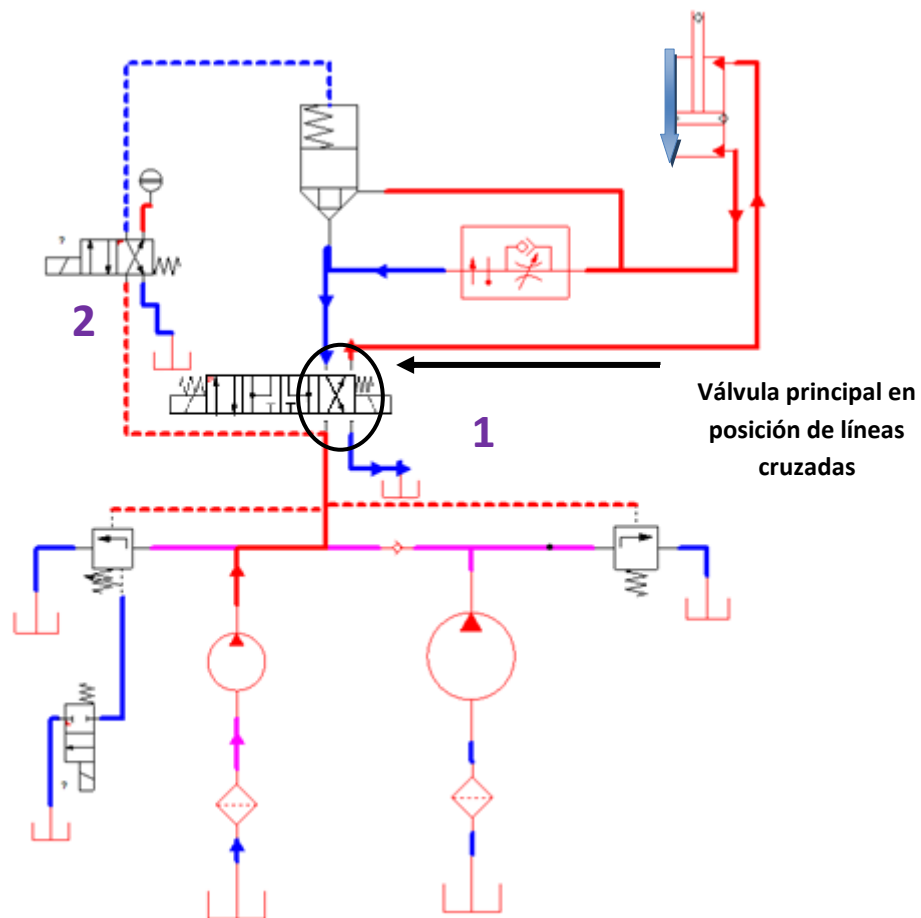 ?
2
1
Válvula principal en
posición de líneas
cruzadas
?